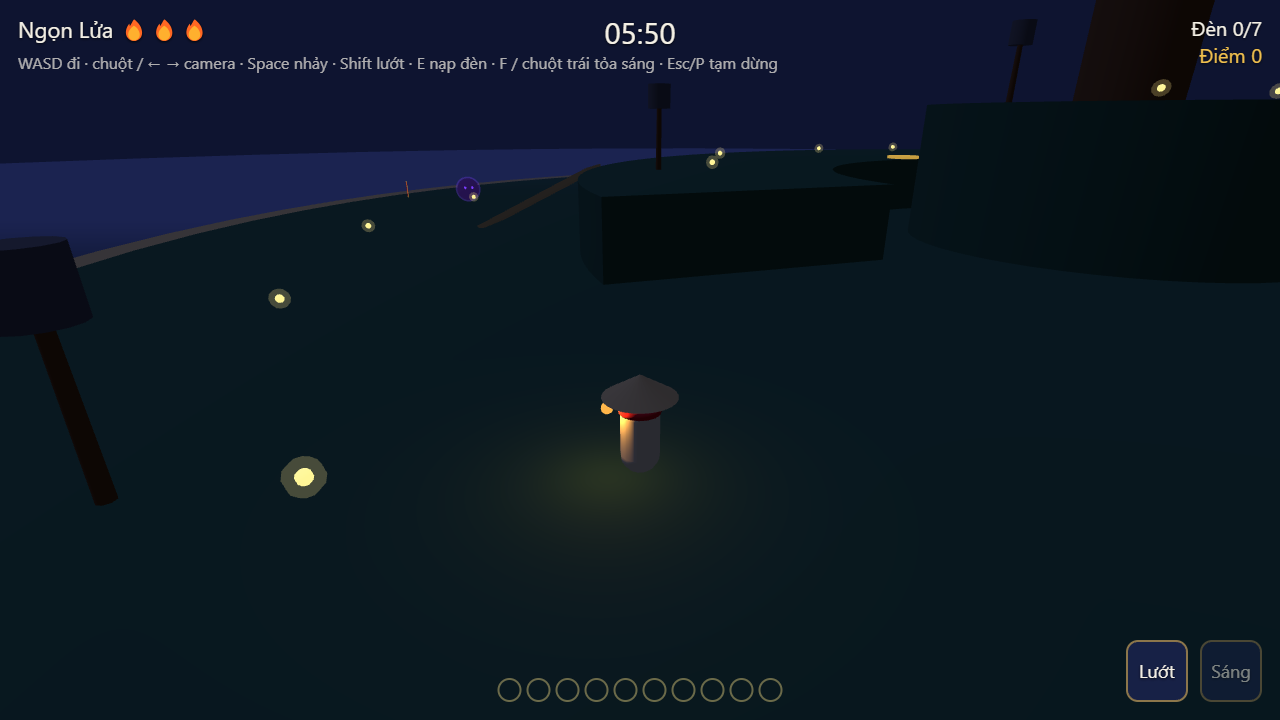 Ngọn Lửa
05:50
Đèn 0/7
Điểm 0
WASD đi · chuột / ← → camera · Space nhảy · Shift lướt · E nạp đèn · F / chuột trái tỏa sáng · Esc/P tạm dừng
Lướt
Sáng